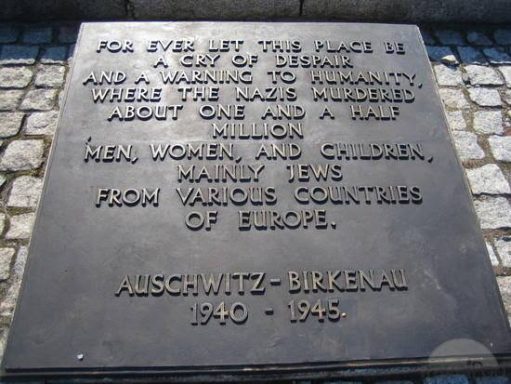 FOR EVER LET THIS PLACE BE
A CRY OF DESPAIR
AND A WARNING TO HUMANITY,
WHERE THE NAZIS MURDERED
ABOUT ONE AND A HALF
MILLION
MEN, WOMEN, AND CHILDREN,
MAINLY JEWS
FROM VARIOUS COUNTRIES
OF EUROPE.
AUSCHWITZ-BIRKENAU
1940 - 1945.